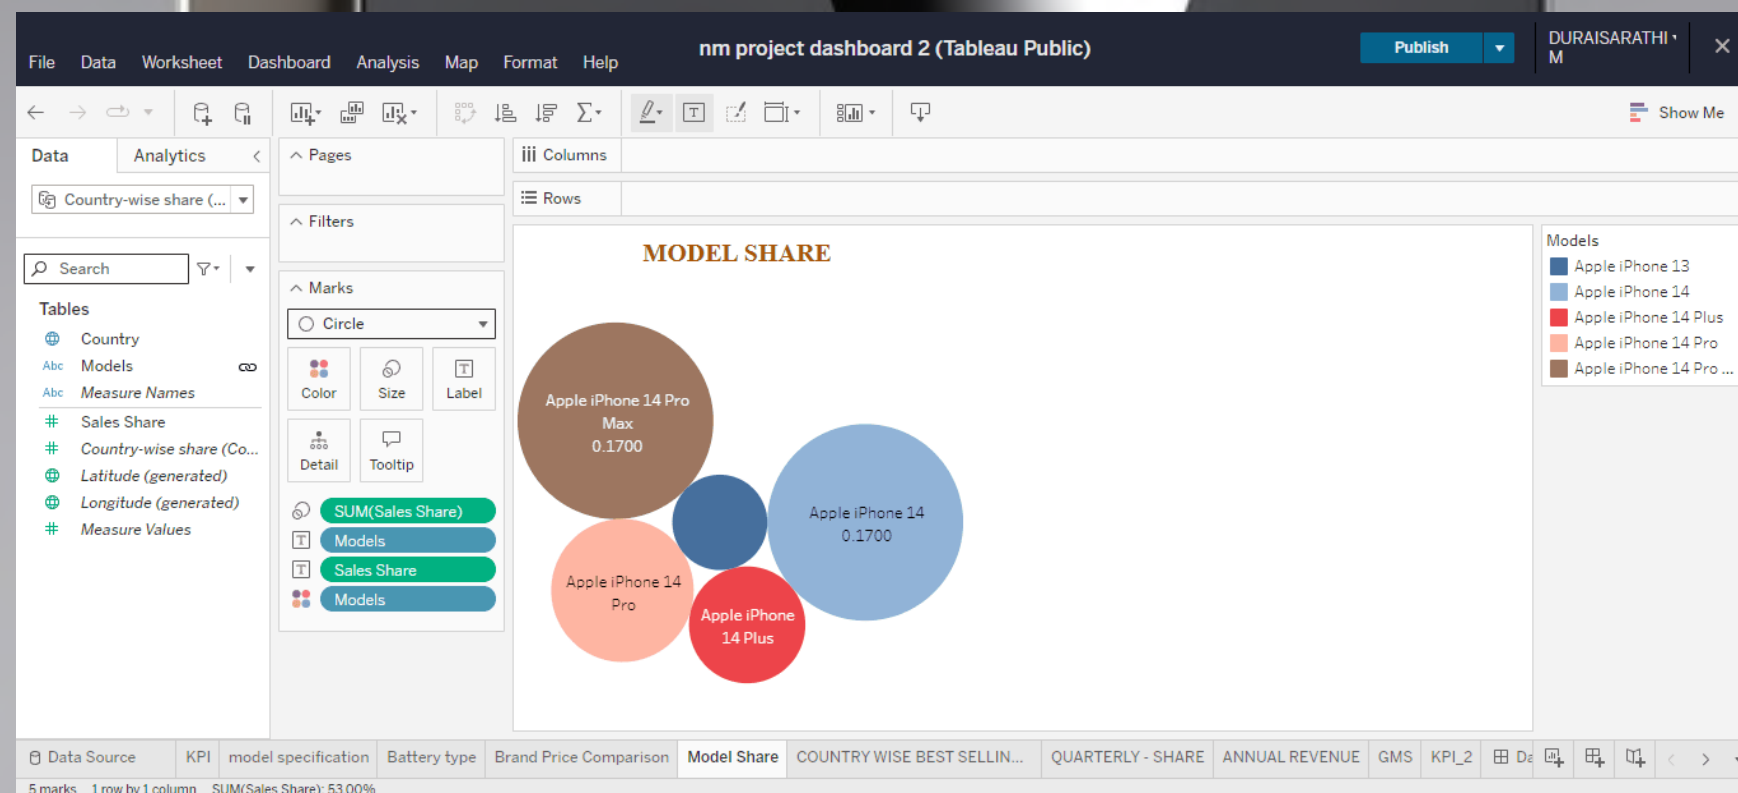 nm project dashboard 2 (Tableau Public)
Publish
DURAISARATHI
M
File Data Worksheet Dashboard Analysis Map Format Help
Show Me
Data Analytics
Country-wise share (...
Search
Tables
Country
Abc Models
Abc Measure Names
Sales Share
Country-wise share (Co...
Latitude (generated)
Longitude (generated)
Measure Values
Pages
Filters
Marks
Circle
Color Size Label
Detail Tooltip
SUM(Sales Share)
Models
Sales Share
Models
Columns
Rows
MODEL SHARE
Apple iPhone 14 Pro
Max
0.1700
Apple iPhone 14
0.1700
Apple iPhone 14
Pro
Apple iPhone
14 Plus
Models
Apple iPhone 13
Apple iPhone 14
Apple iPhone 14 Plus
Apple iPhone 14 Pro
Apple iPhone 14 Pro ...
Data Source KPI model specification Battery type Brand Price Comparison Model Share COUNTRY WISE BEST SELLIN... QUARTERLY - SHARE ANNUAL REVENUE GMS KPI_2 Da
5 marks 1 row by 1 column SUM(Sales Share): 53.00%